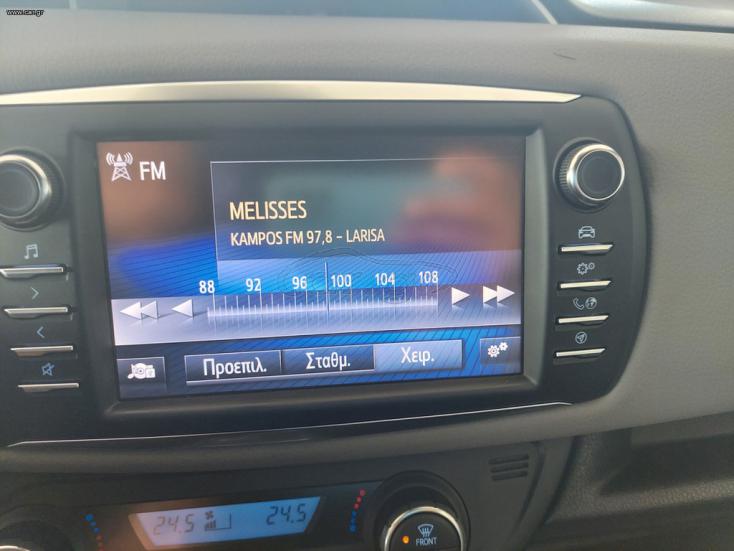 www.car.gr
FM
MELISSES
KAMPOS FM 97,8 - LARISA
88 92 96 100 104 108
Προεπιλ. Σταθμ. Χειρ.
24.5 24.5
FRONT